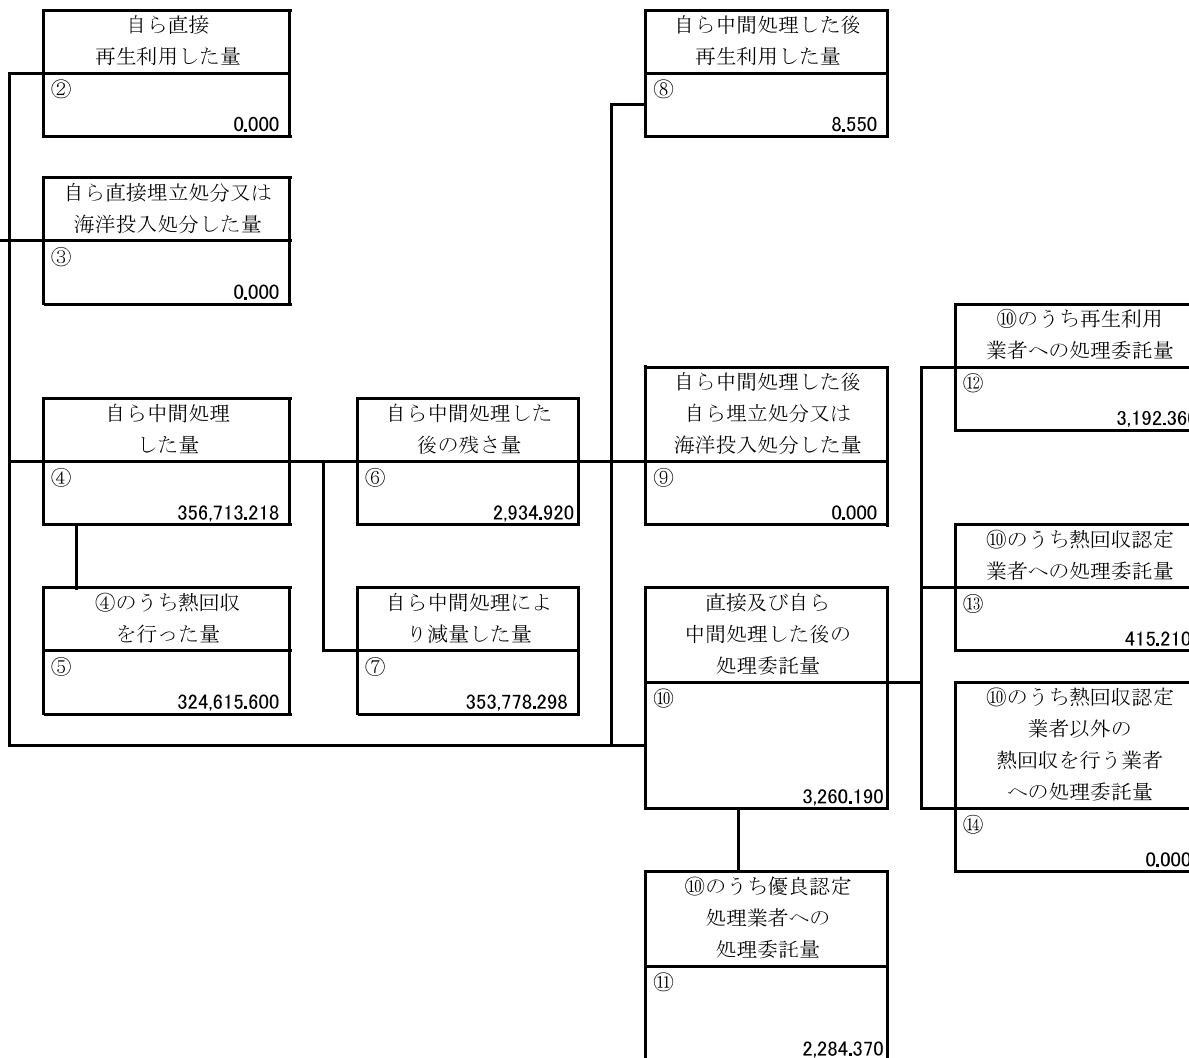 自ら直接
再生利用した量
②
0.000
自ら中間処理した後
再生利用した量
⑧
8.550
自ら直接埋立処分又は
海洋投入処分した量
③
0.000
⑩のうち再生利用
業者への処理委託量
⑫
3,192.360
自ら中間処理
した量
④
356,713.218
自ら中間処理した
後の残さ量
⑥
2,934.920
自ら中間処理した後
自ら埋立処分又は
海洋投入処分した量
⑨
0.000
⑩のうち熱回収認定
業者への処理委託量
⑬
415.210
④のうち熱回収
を行った量
⑤
324,615.600
自ら中間処理によ
り減量した量
⑦
353,778.298
直接及び自ら
中間処理した後の
処理委託量
⑩
3,260.190
⑩のうち熱回収認定
業者以外の
熱回収を行う業者
への処理委託量
⑭
0.000
⑩のうち優良認定
処理業者への
処理委託量
⑪
2,284.370